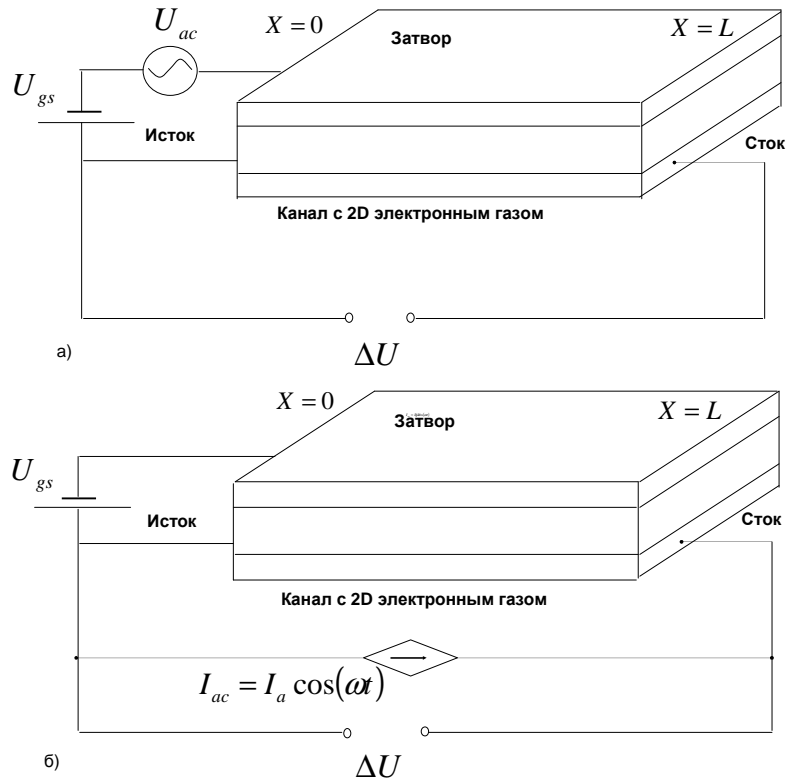 U_ac
X = 0
X = L
Затвор
U_gs
Исток
Сток
Канал с 2D электронным газом
а)
ΔU
X = 0
X = L
Затвор
U_gs
Исток
Сток
Канал с 2D электронным газом
I_ac = I_a cos(ωt)
б)
ΔU